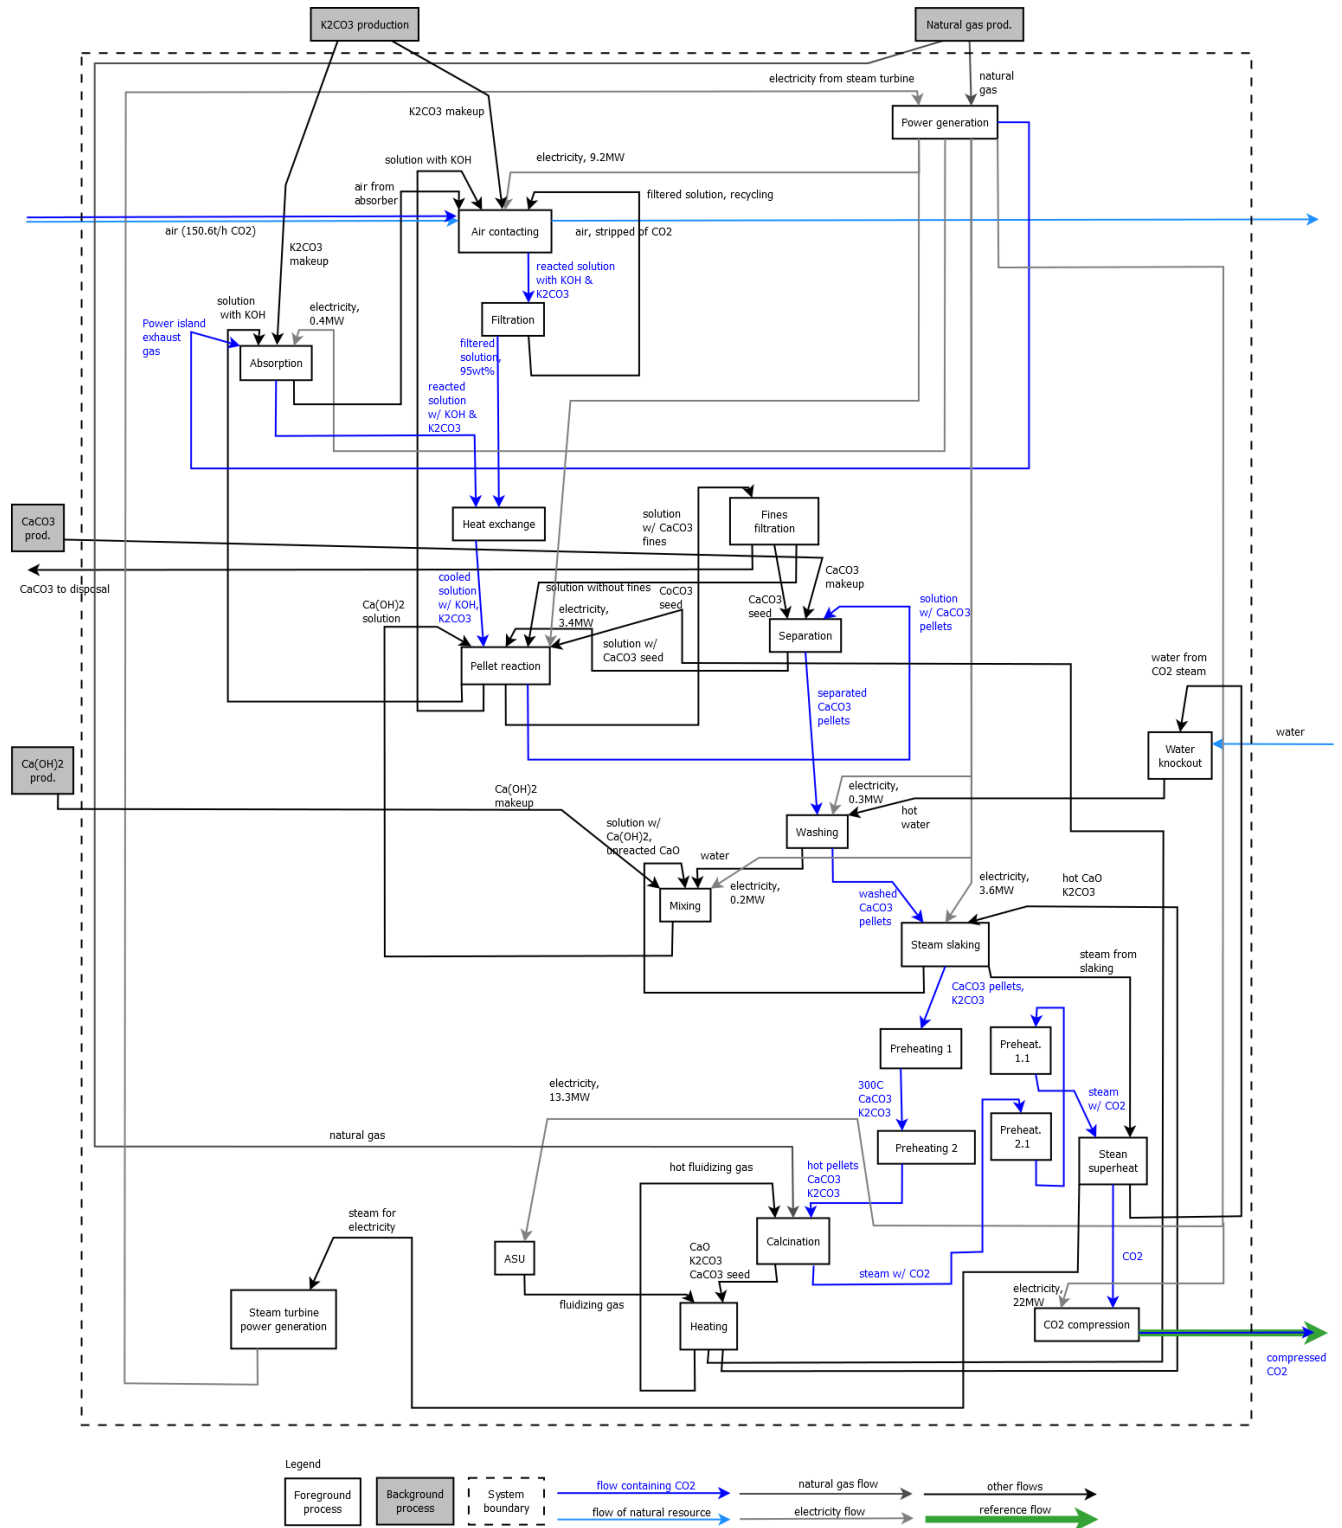 K2CO3 production
Natural gas prod.
electricity from steam turbine
natural
gas
K2CO3 makeup
Power generation
solution with KOH
electricity, 9.2MW
air from
absorber
filtered solution, recycling
air (150.6t/h CO2)
Air contacting
air, stripped of CO2
K2CO3
makeup
reacted solution
with KOH &
K2CO3
solution
with KOH
electricity,
0.4MW
Power island
exhaust
gas
Filtration
filtered
solution,
95wt%
Absorption
reacted
solution
w/ KOH &
K2CO3
CaCO3
prod.
Heat exchange
solution
w/ CaCO3
fines
Fines
filtration
CaCO3 to disposal
cooled
solution
w/ KOH,
K2CO3
solution without fines
CoCO3
seed
CaCO3
makeup
Ca(OH)2
solution
electricity,
3.4MW
CaCO3
seed
solution
w/ CaCO3
pellets
Separation
solution w/
CaCO3 seed
Pellet reaction
water from
CO2 steam
separated
CaCO3
pellets
water
Water
knockout
Ca(OH)2
prod.
Ca(OH)2
makeup
electricity,
0.3MW
hot
water
solution w/
Ca(OH)2,
unreacted CaO
Washing
water
electricity,
0.2MW
washed
CaCO3
pellets
electricity,
3.6MW
hot CaO
K2CO3
Mixing
Steam slaking
steam from
slaking
CaCO3 pellets,
K2CO3
Preheating 1
Preheat.
1.1
electricity,
13.3MW
300C
CaCO3
K2CO3
steam
w/ CO2
natural gas
Preheating 2
Preheat.
2.1
Stean
superheat
hot fluidizing gas
hot pellets
CaCO3
K2CO3
steam for
electricity
ASU
CaO
K2CO3
CaCO3 seed
Calcination
steam w/ CO2
CO2
fluidizing gas
electricity,
22MW
Steam turbine
power generation
Heating
CO2 compression
compressed
CO2
Legend
Foreground
process
Background
process
System
boundary
flow containing CO2
natural gas flow
other flows
flow of natural resource
electricity flow
reference flow